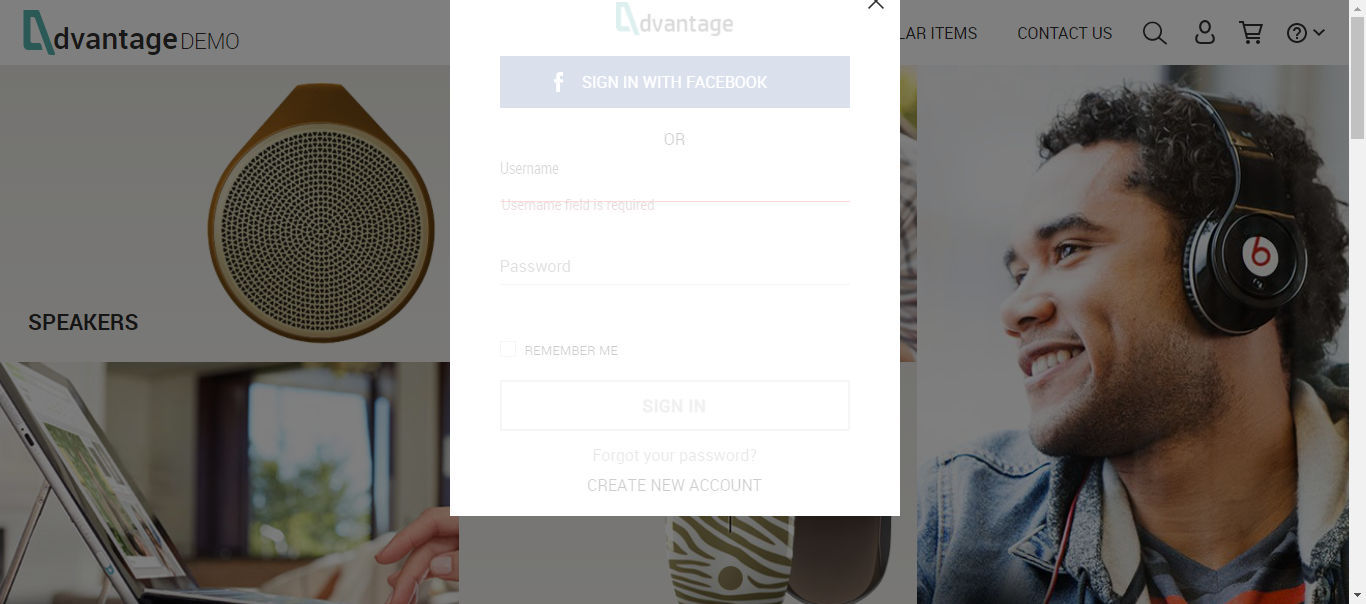 dvantage DEMO
LAR ITEMS
CONTACT US
dvantage
f SIGN IN WITH FACEBOOK
OR
Username
Username field is required
Password
REMEMBER ME
SIGN IN
Forgot your password?
CREATE NEW ACCOUNT
SPEAKERS
b